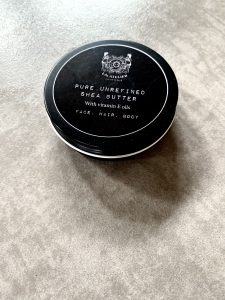 PURE UNREFINED
SHEA BUTTER
With vitamin E oils
FACE, HAIR, BODY